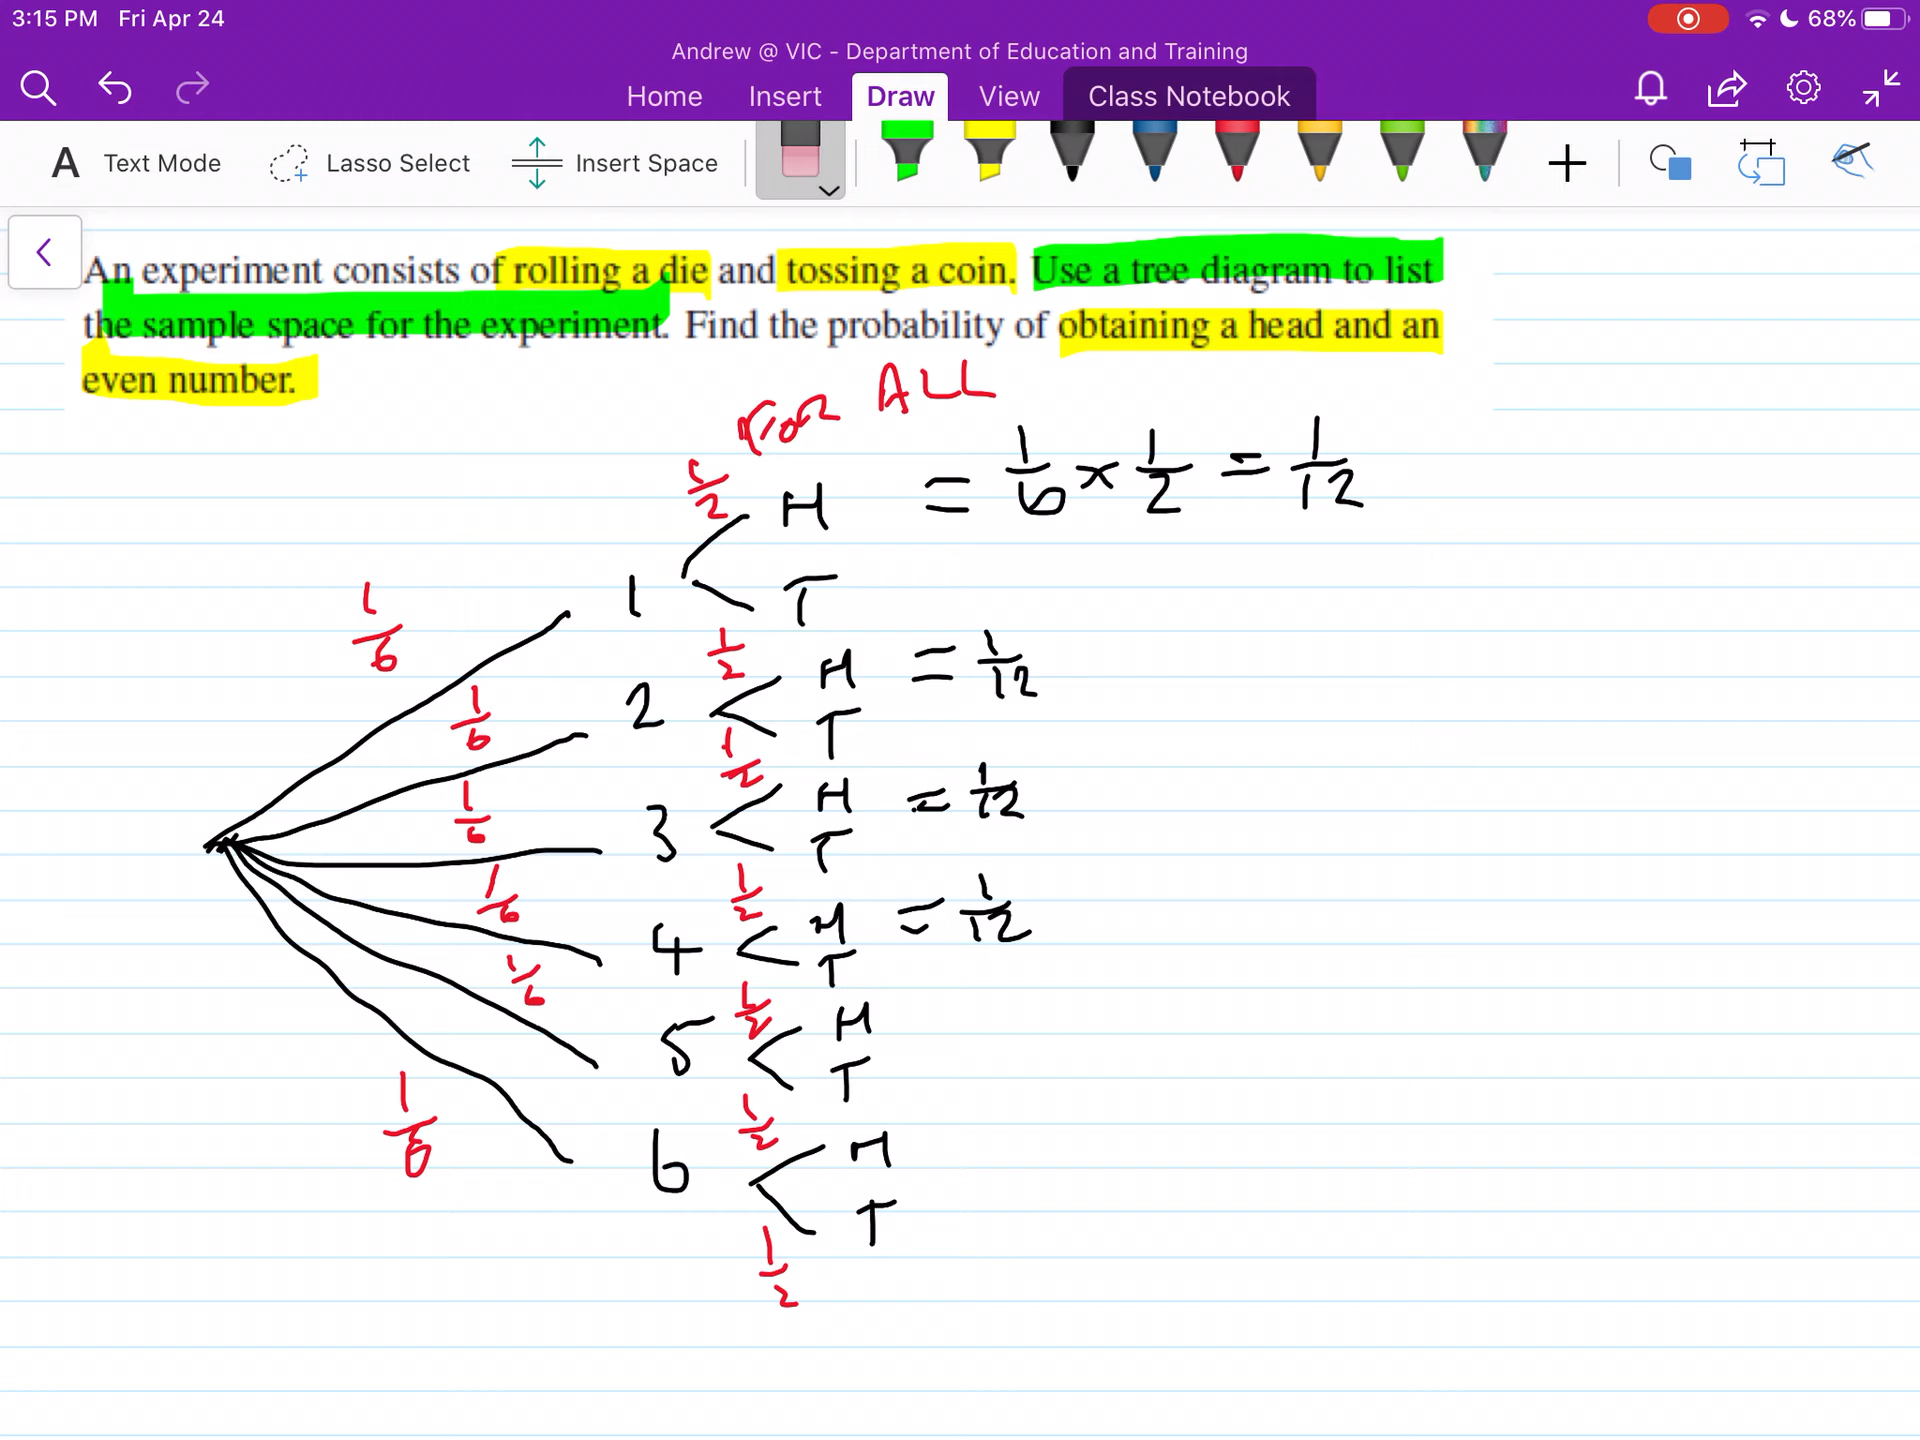 3:15 PM Fri Apr 24
68%
Andrew @ VIC - Department of Education and Training
Home Insert Draw View Class Notebook
A Text Mode Lasso Select Insert Space
An experiment consists of rolling a die and tossing a coin. Use a tree diagram to list
the sample space for the experiment. Find the probability of obtaining a head and an
even number.
FOR ALL
1/2 H = 1/6 × 1/2 = 1/12
1/6 1 T
1/2 H = 1/12
1/6 2 T
1/2 H = 1/12
1/6 3 T
1/2 H = 1/12
1/6 4 T
1/2 H
1/6 5 T
1/2 H
1/6 6 T
1/2